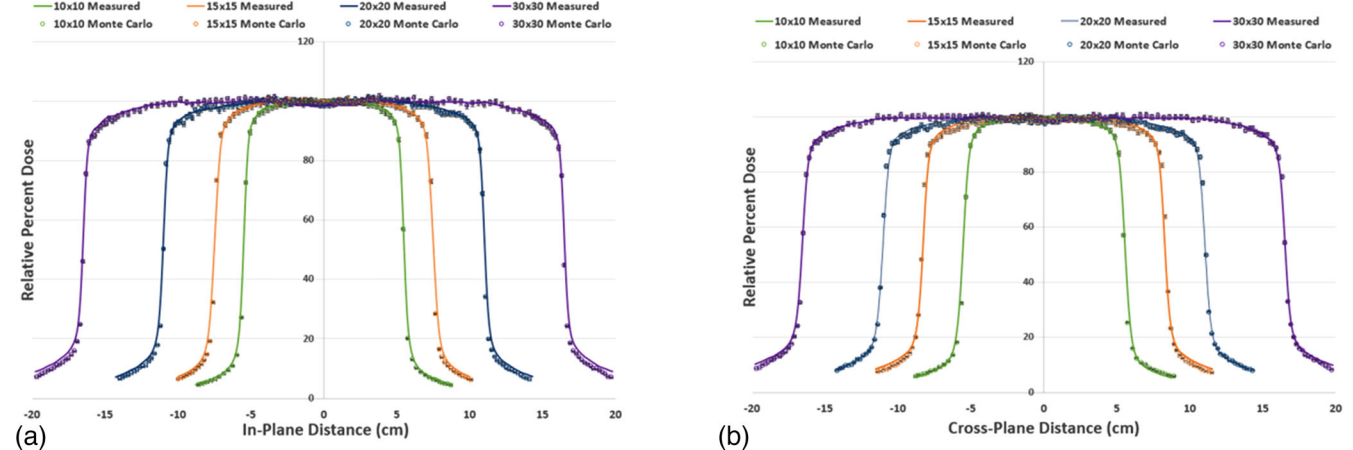 10x10 Measured 15x15 Measured 20x20 Measured 30x30 Measured
10x10 Monte Carlo 15x15 Monte Carlo 20x20 Monte Carlo 30x30 Monte Carlo
120
100
80
60
40
20
0
-20 -15 -10 -5 0 5 10 15 20
Relative Percent Dose
In-Plane Distance (cm)
(a)
10x10 Measured 15x15 Measured 20x20 Measured 30x30 Measured
10x10 Monte Carlo 15x15 Monte Carlo 20x20 Monte Carlo 30x30 Monte Carlo
120
100
80
60
40
20
0
-20 -15 -10 -5 0 5 10 15 20
Relative Percent Dose
Cross-Plane Distance (cm)
(b)